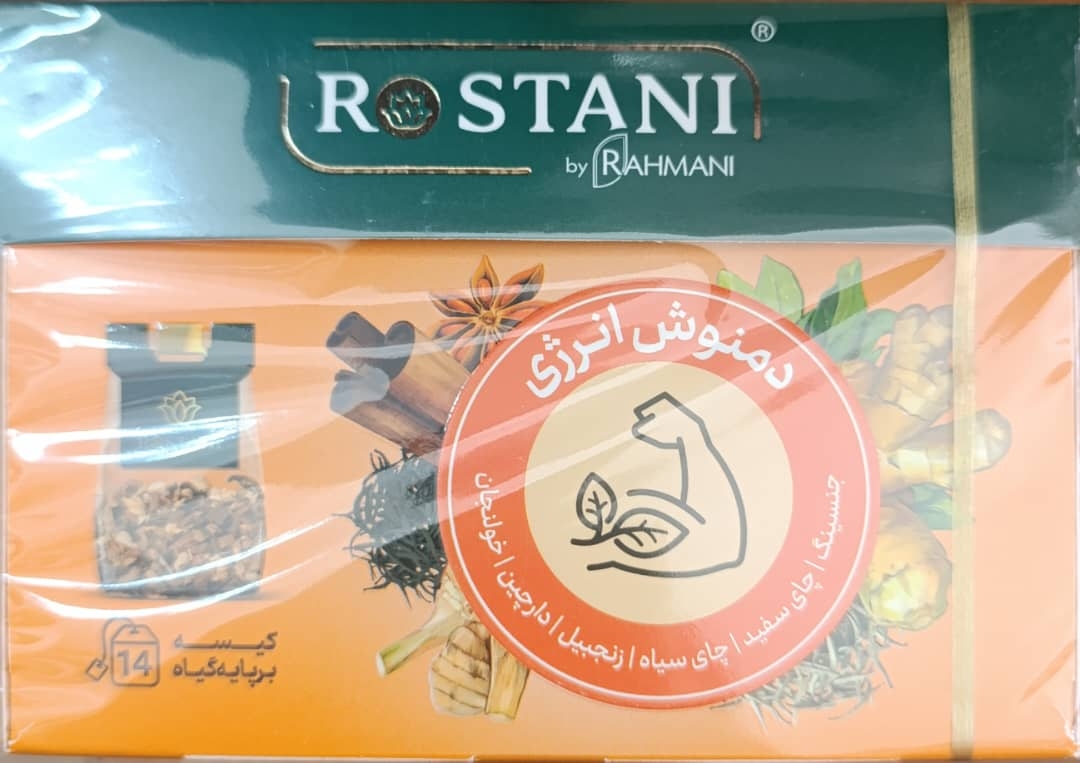 ROSTANI ®
by RAHMANI
دمنوش انرژی
جنسینگ | چای سفید | چای سیاه | زنجبیل | دارچین | خولنجان
14
کیسه
برپایه‌گیاه